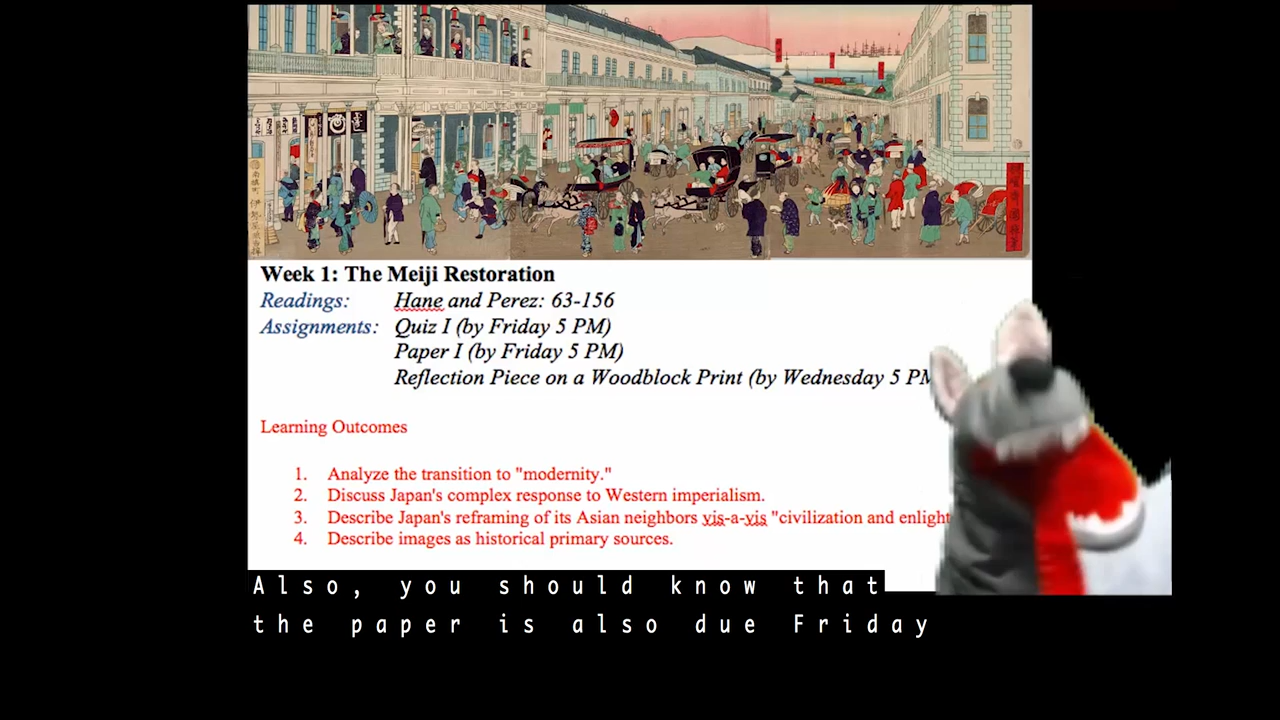 Week 1: The Meiji Restoration
Readings: Hane and Perez: 63-156
Assignments: Quiz I (by Friday 5 PM)
Paper I (by Friday 5 PM)
Reflection Piece on a Woodblock Print (by Wednesday 5 PM
Learning Outcomes
1. Analyze the transition to "modernity."
2. Discuss Japan's complex response to Western imperialism.
3. Describe Japan's reframing of its Asian neighbors vis-a-vis "civilization and enlight
4. Describe images as historical primary sources.
Also, you should know that
the paper is also due Friday